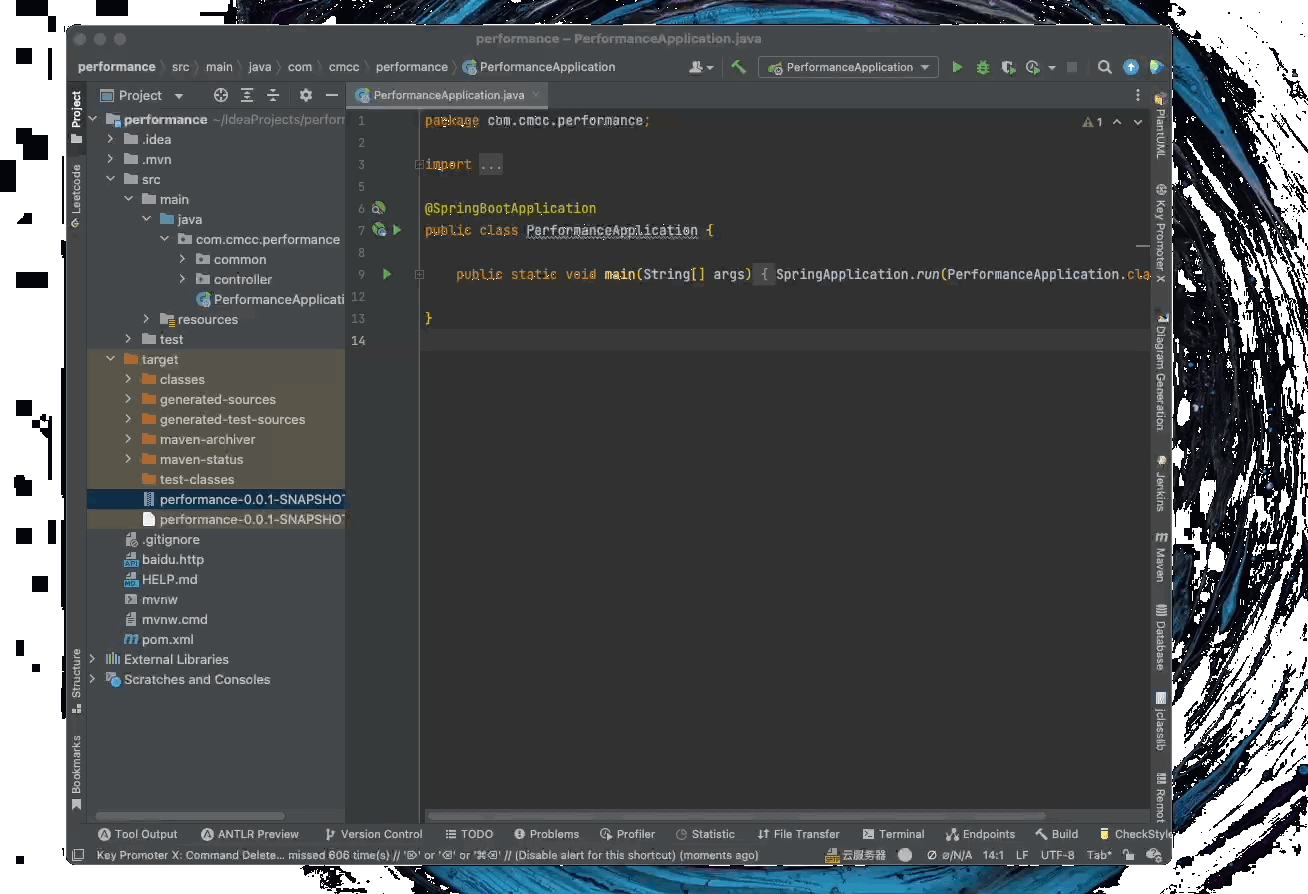 performance – PerformanceApplication.java
performance src main java com cmcc performance PerformanceApplication
PerformanceApplication
Project
PerformanceApplication.java
performance ~/IdeaProjects/perforr
.idea
.mvn
src
main
java
com.cmcc.performance
common
controller
PerformanceApplicati
resources
test
target
classes
generated-sources
generated-test-sources
maven-archiver
maven-status
test-classes
performance-0.0.1-SNAPSHOT
performance-0.0.1-SNAPSHOT
.gitignore
baidu.http
HELP.md
mvnw
mvnw.cmd
pom.xml
External Libraries
Scratches and Consoles
Project
Leetcode
Structure
Bookmarks
1 package com.cmcc.performance;
2
3 import ...
5
6 @SpringBootApplication
7 public class PerformanceApplication {
8
9 public static void main(String[] args) { SpringApplication.run(PerformanceApplication.cla
12
13 }
14
1
PlantUML
Key Promoter X
Diagram Generation
Jenkins
Maven
Database
jclasslib
Remot
Tool Output ANTLR Preview Version Control TODO Problems Profiler Statistic File Transfer Terminal Endpoints Build CheckStyle
Key Promoter X: Command Delete... missed 606 time(s) // '⌦' or '⌫' or '⌘⌫' // (Disable alert for this shortcut) (moments ago)
云服务器 ⌀/N/A 14:1 LF UTF-8 Tab*